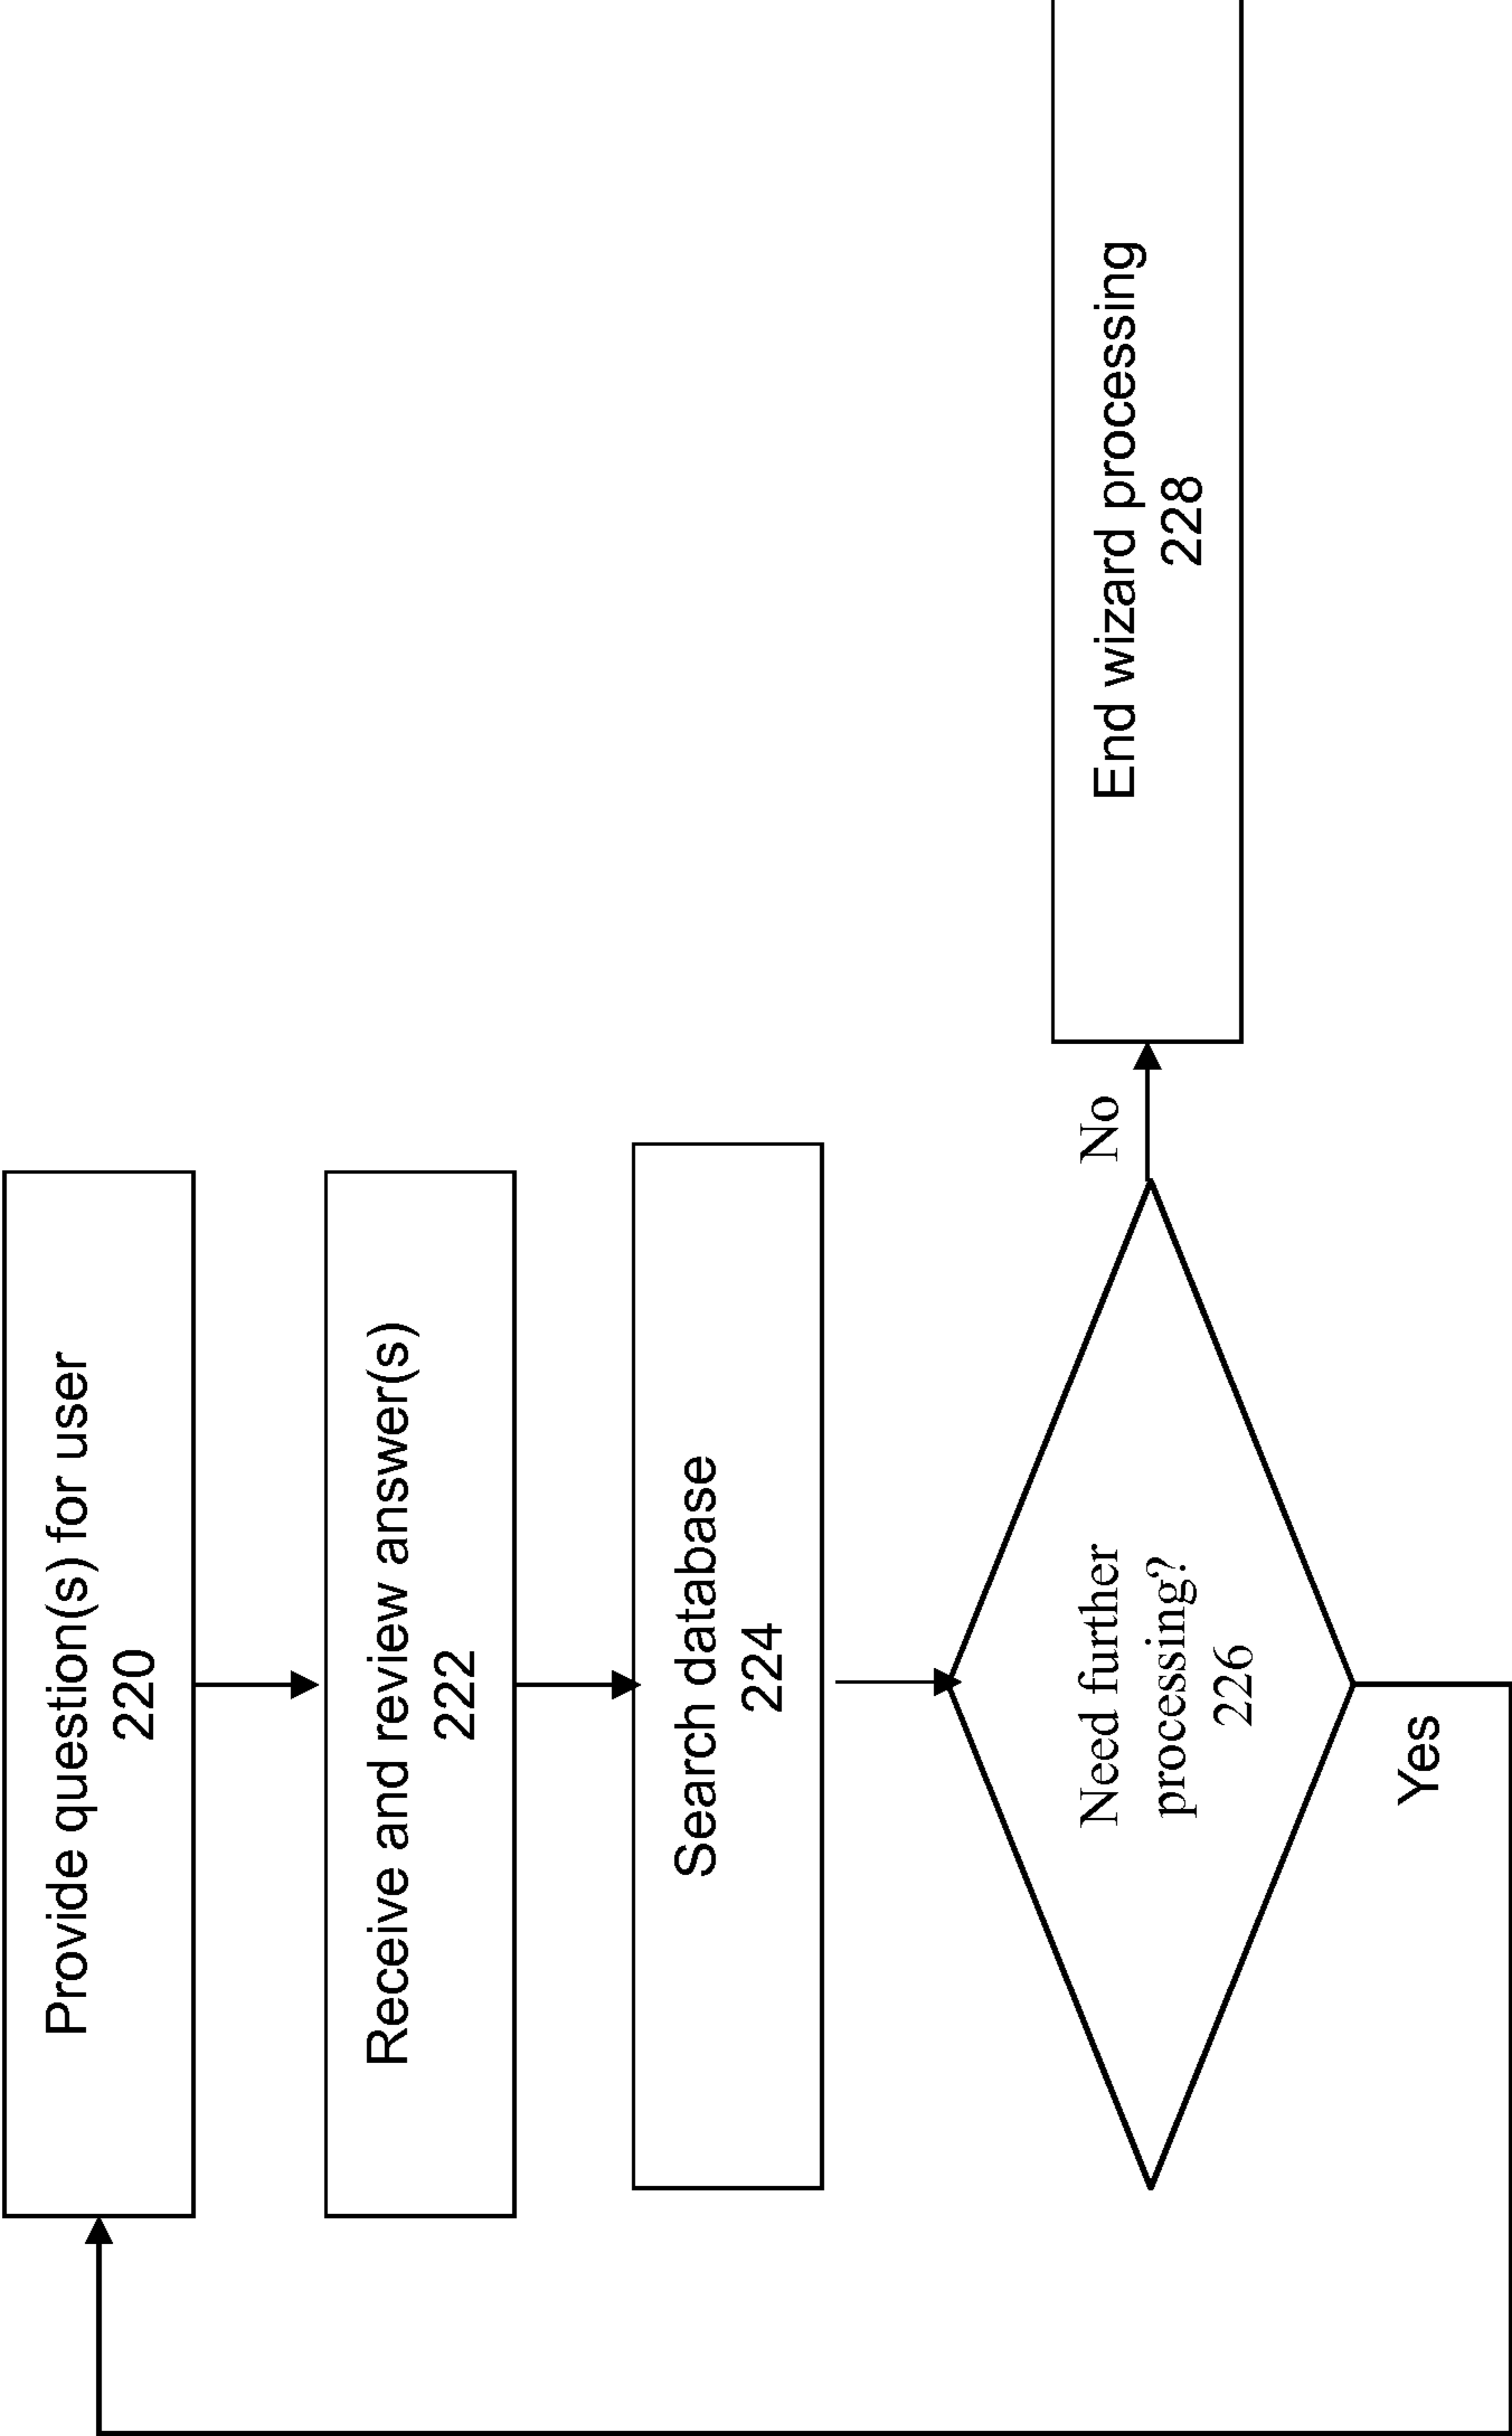 Provide question(s) for user
220
Receive and review answer(s)
222
Search database
224
Need further
processing?
226
No
End wizard processing
228
Yes